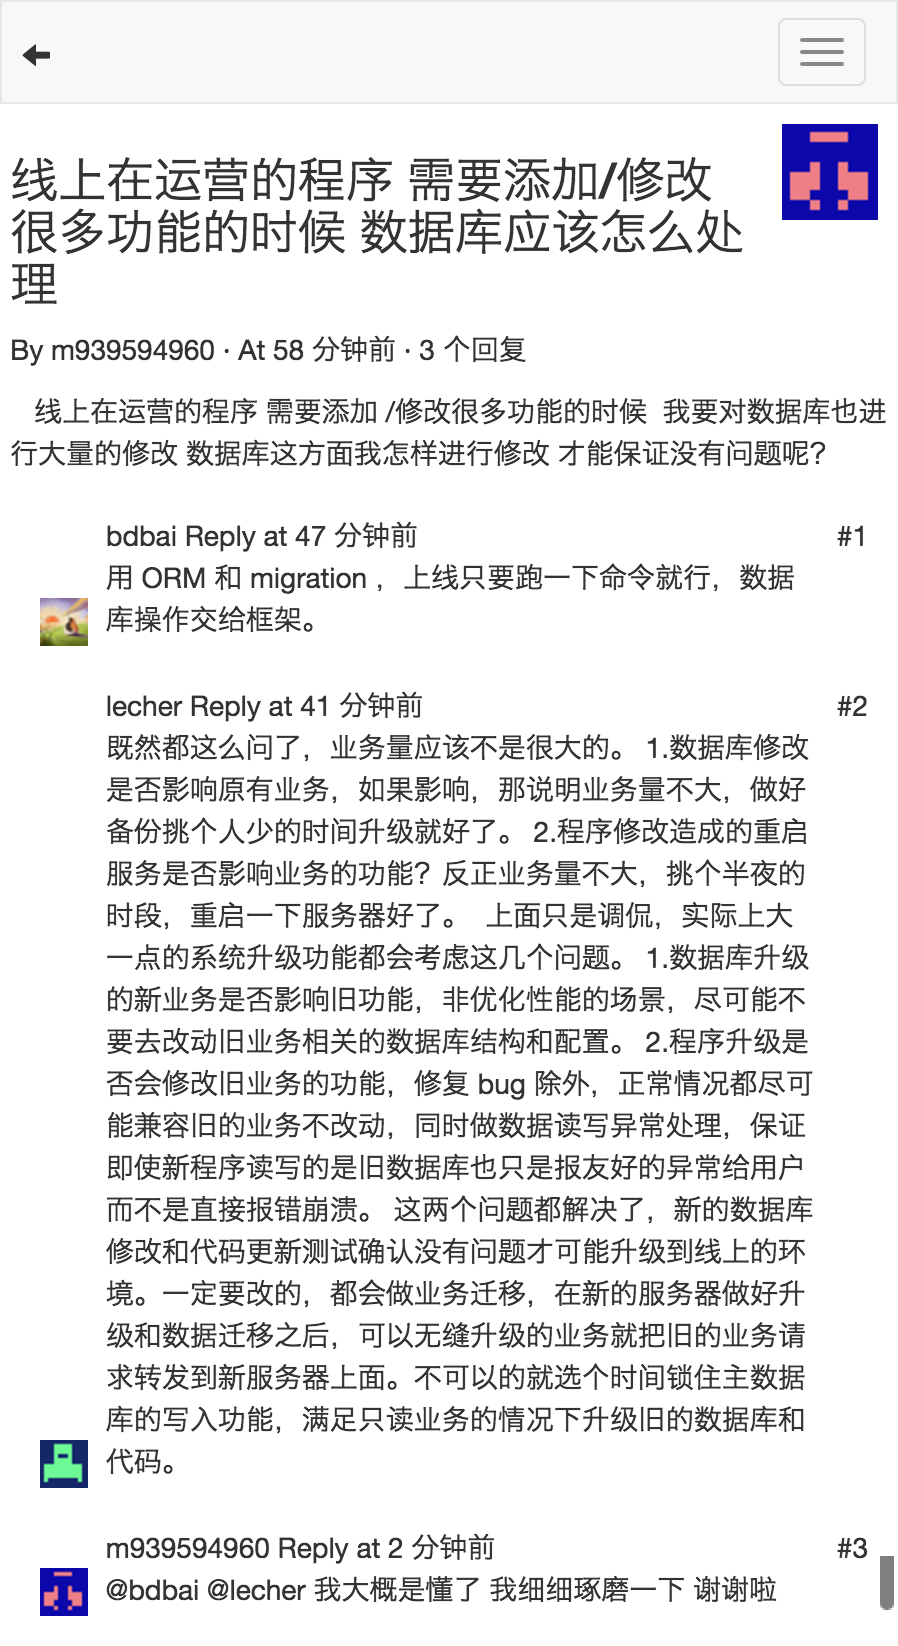 线上在运营的程序 需要添加/修改
很多功能的时候 数据库应该怎么处
理
By m939594960 · At 58 分钟前 · 3 个回复
线上在运营的程序 需要添加 /修改很多功能的时候  我要对数据库也进
行大量的修改 数据库这方面我怎样进行修改 才能保证没有问题呢？
bdbai Reply at 47 分钟前 #1
用 ORM 和 migration ，上线只要跑一下命令就行，数据
库操作交给框架。
lecher Reply at 41 分钟前 #2
既然都这么问了，业务量应该不是很大的。 1.数据库修改
是否影响原有业务，如果影响，那说明业务量不大，做好
备份挑个人少的时间升级就好了。 2.程序修改造成的重启
服务是否影响业务的功能？反正业务量不大，挑个半夜的
时段，重启一下服务器好了。  上面只是调侃，实际上大
一点的系统升级功能都会考虑这几个问题。 1.数据库升级
的新业务是否影响旧功能，非优化性能的场景，尽可能不
要去改动旧业务相关的数据库结构和配置。 2.程序升级是
否会修改旧业务的功能，修复 bug 除外，正常情况都尽可
能兼容旧的业务不改动，同时做数据读写异常处理，保证
即使新程序读写的是旧数据库也只是报友好的异常给用户
而不是直接报错崩溃。 这两个问题都解决了，新的数据库
修改和代码更新测试确认没有问题才可能升级到线上的环
境。一定要改的，都会做业务迁移，在新的服务器做好升
级和数据迁移之后，可以无缝升级的业务就把旧的业务请
求转发到新服务器上面。不可以的就选个时间锁住主数据
库的写入功能，满足只读业务的情况下升级旧的数据库和
代码。
m939594960 Reply at 2 分钟前 #3
@bdbai @lecher 我大概是懂了 我细细琢磨一下 谢谢啦